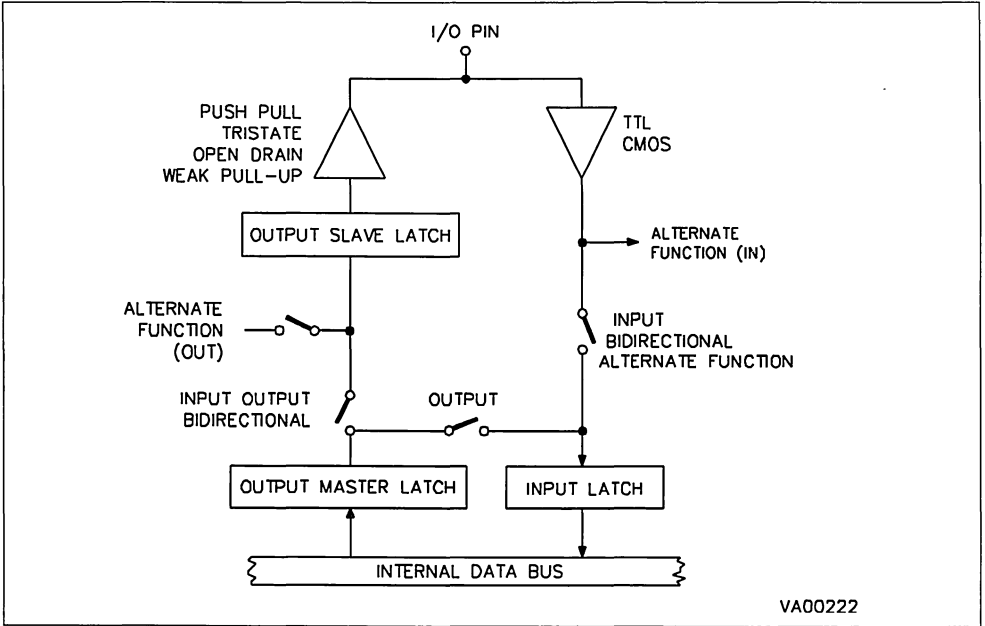 I/O PIN
PUSH PULL
TRISTATE
OPEN DRAIN
WEAK PULL-UP
TTL
CMOS
OUTPUT SLAVE LATCH
ALTERNATE
FUNCTION (IN)
ALTERNATE
FUNCTION
(OUT)
INPUT
BIDIRECTIONAL
ALTERNATE FUNCTION
INPUT OUTPUT
BIDIRECTIONAL
OUTPUT
OUTPUT MASTER LATCH
INPUT LATCH
INTERNAL DATA BUS
VA00222